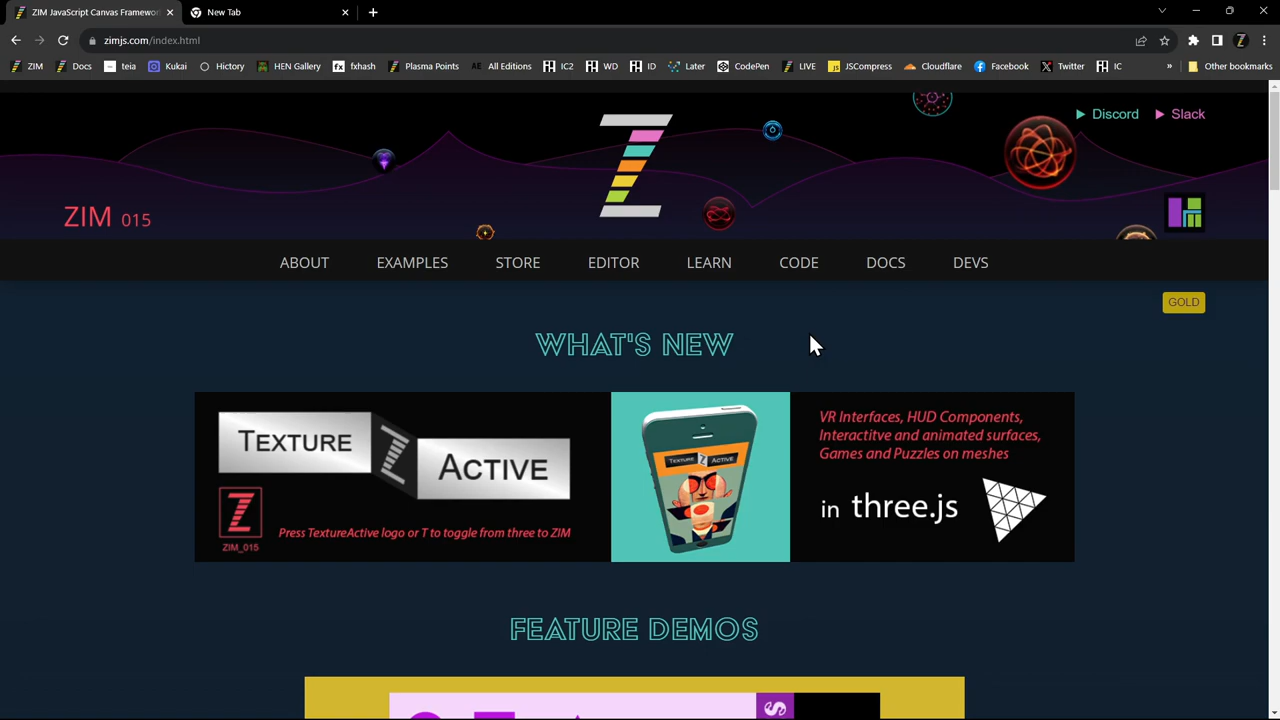 ZIM JavaScript Canvas Framewor
New Tab
zimjs.com/index.html
ZIM
Docs
teia
Kukai
Hictory
HEN Gallery
fxhash
Plasma Points
All Editions
IC2
WD
ID
Later
CodePen
LIVE
JSCompress
Cloudflare
Facebook
Twitter
IC
»
Other bookmarks
Discord
Slack
Z
ZIM 015
ABOUT
EXAMPLES
STORE
EDITOR
LEARN
CODE
DOCS
DEVS
GOLD
WHAT'S NEW
TEXTURE
Z
ACTIVE
Z
ZIM_015
Press TextureActive logo or T to toggle from three to ZIM
TEXTURE Z ACTIVE
VR Interfaces, HUD Components,
Interactitve and animated surfaces,
Games and Puzzles on meshes
in three.js
FEATURE DEMOS